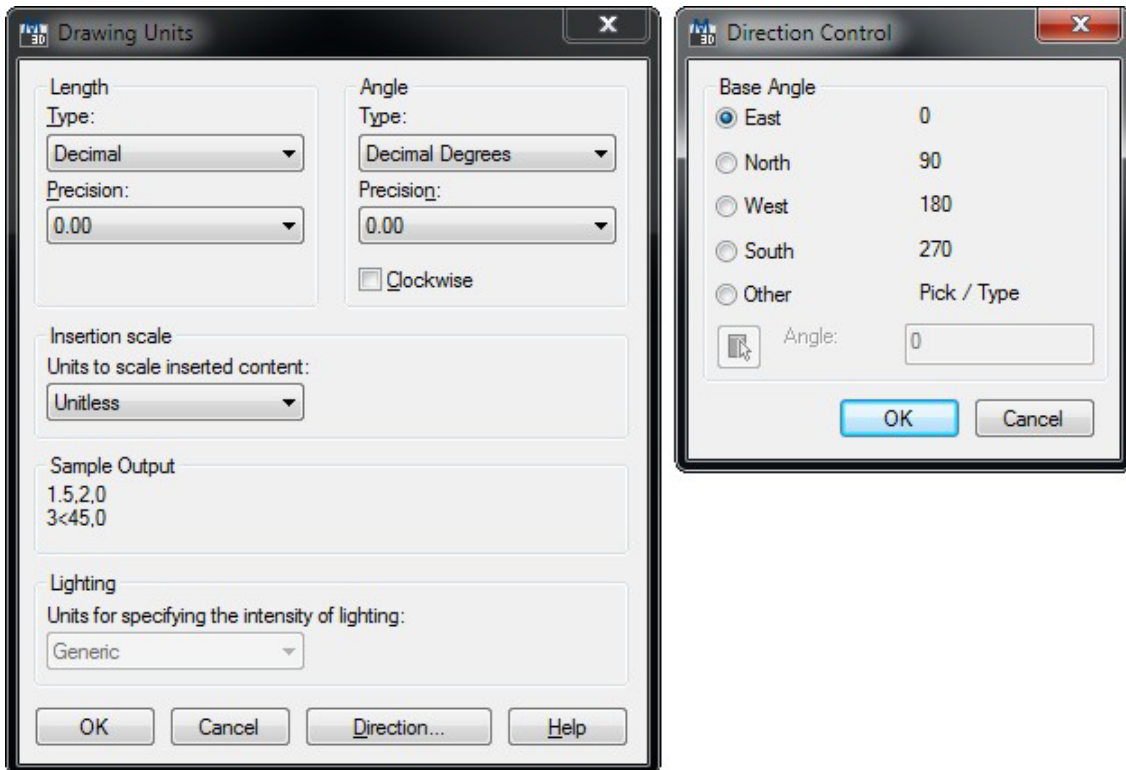 Drawing Units
Length
Type:
Decimal
Precision:
0.00
Angle
Type:
Decimal Degrees
Precision:
0.00
Clockwise
Insertion scale
Units to scale inserted content:
Unitless
Sample Output
1.5,2,0
3<45,0
Lighting
Units for specifying the intensity of lighting:
Generic
OK Cancel Direction... Help
Direction Control
Base Angle
East 0
North 90
West 180
South 270
Other Pick / Type
Angle: 0
OK Cancel